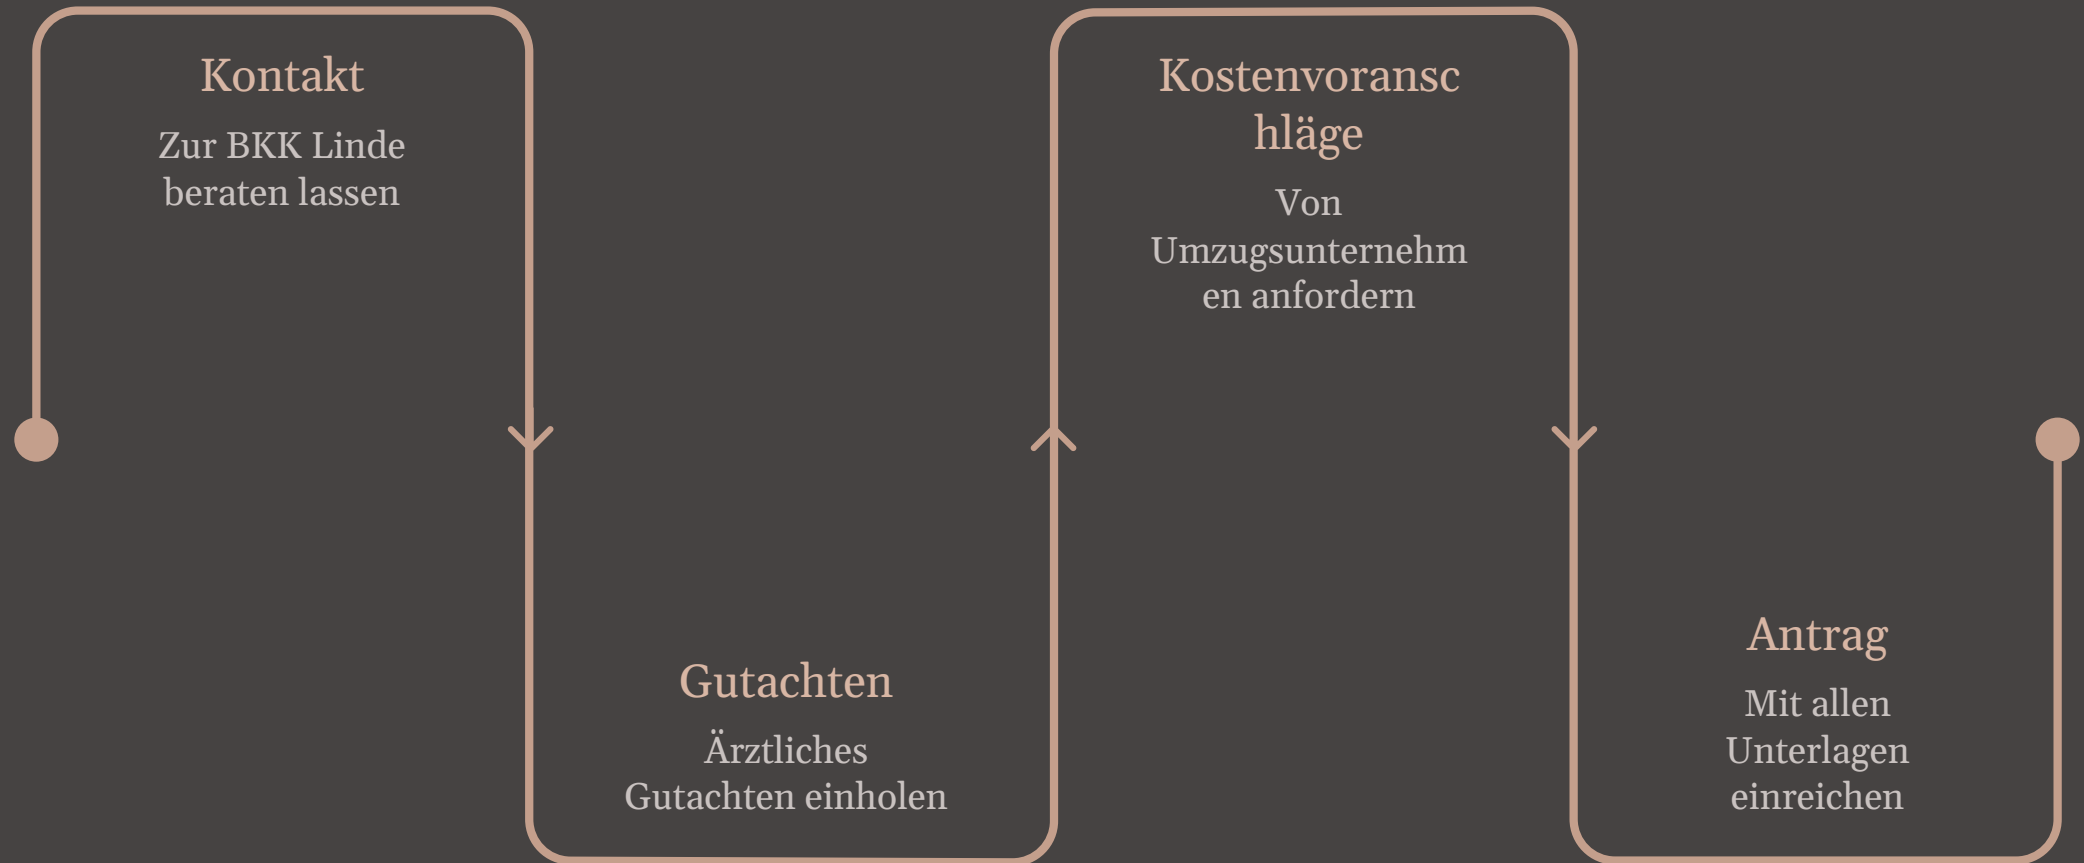 Kontakt
Zur BKK Linde
beraten lassen
Gutachten
Ärztliches
Gutachten einholen
Kostenvoransc
hläge
Von
Umzugsunternehm
en anfordern
Antrag
Mit allen
Unterlagen
einreichen